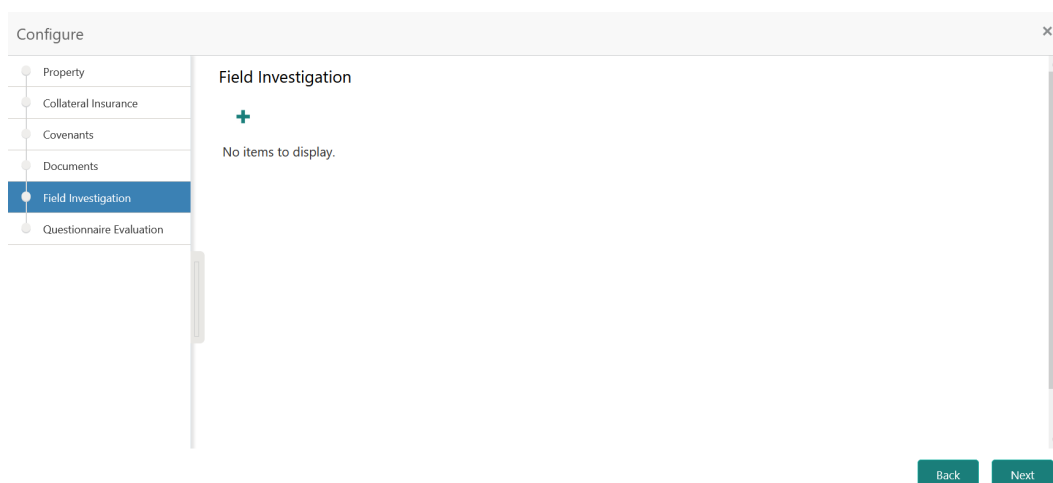 Configure
Property
Collateral Insurance
Covenants
Documents
Field Investigation
Questionnaire Evaluation
Field Investigation
No items to display.
Back
Next